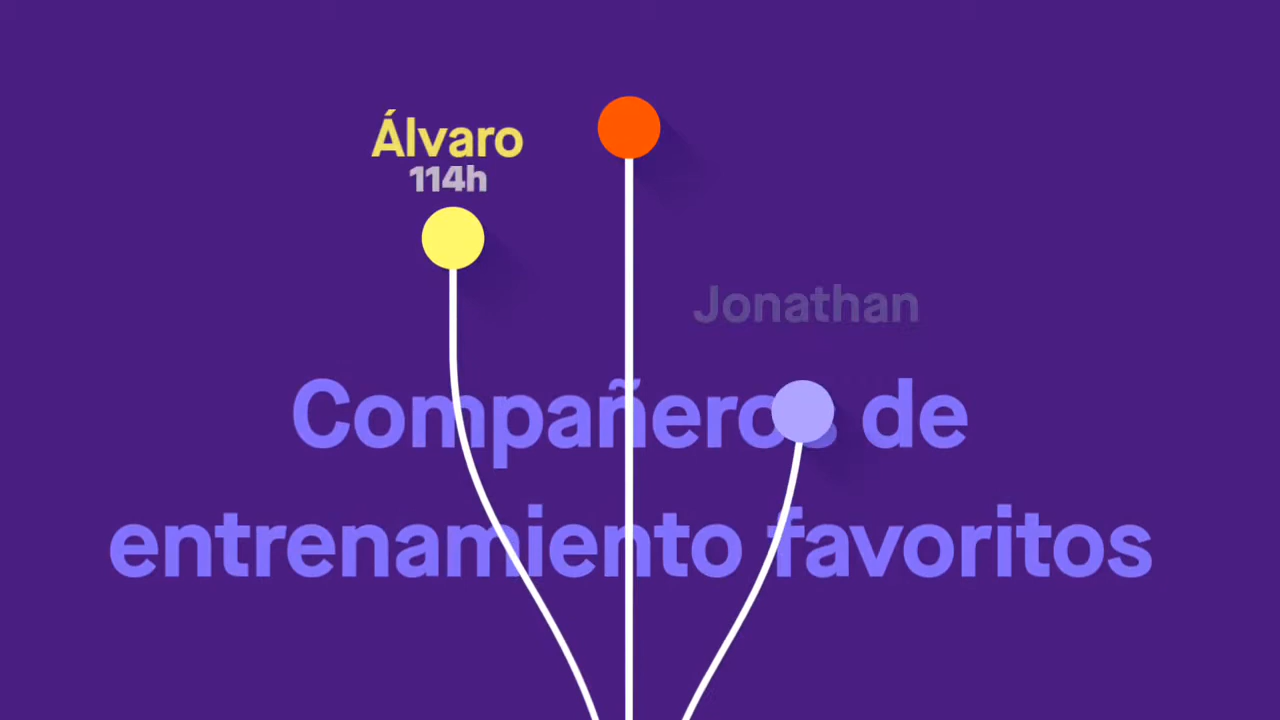 Álvaro
114h
Jonathan
Compañeros de
entrenamiento favoritos